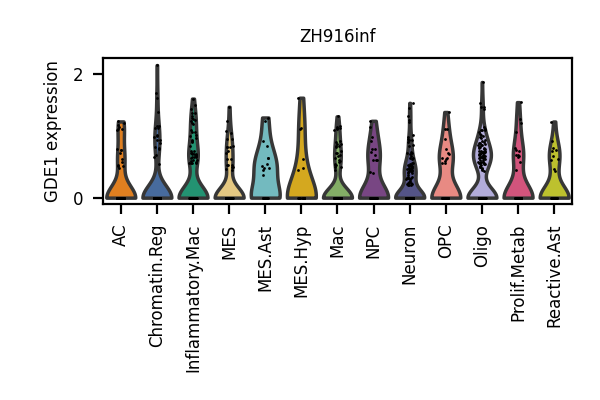 ZH916inf
GDE1 expression
2
0
AC
Chromatin.Reg
Inflammatory.Mac
MES
MES.Ast
MES.Hyp
Mac
NPC
Neuron
OPC
Oligo
Prolif.Metab
Reactive.Ast